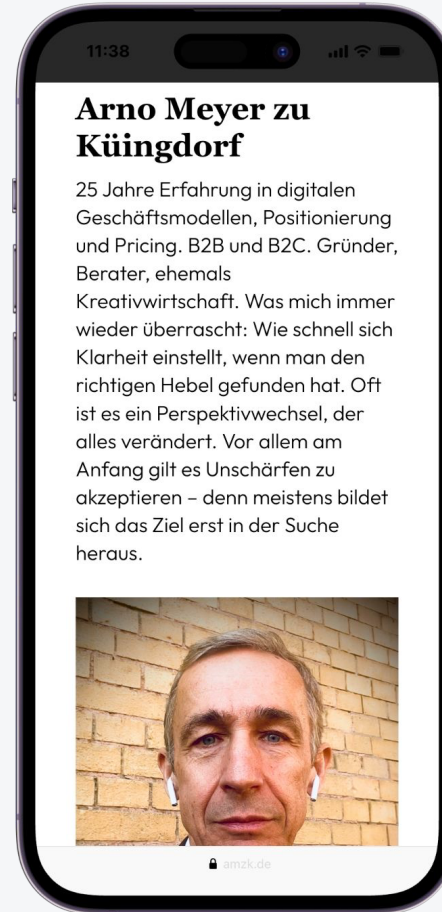 11:38
Arno Meyer zu
Küingdorf
25 Jahre Erfahrung in digitalen
Geschäftsmodellen, Positionierung
und Pricing. B2B und B2C. Gründer,
Berater, ehemals
Kreativwirtschaft. Was mich immer
wieder überrascht: Wie schnell sich
Klarheit einstellt, wenn man den
richtigen Hebel gefunden hat. Oft
ist es ein Perspektivwechsel, der
alles verändert. Vor allem am
Anfang gilt es Unschärfen zu
akzeptieren – denn meistens bildet
sich das Ziel erst in der Suche
heraus.
amzk.de